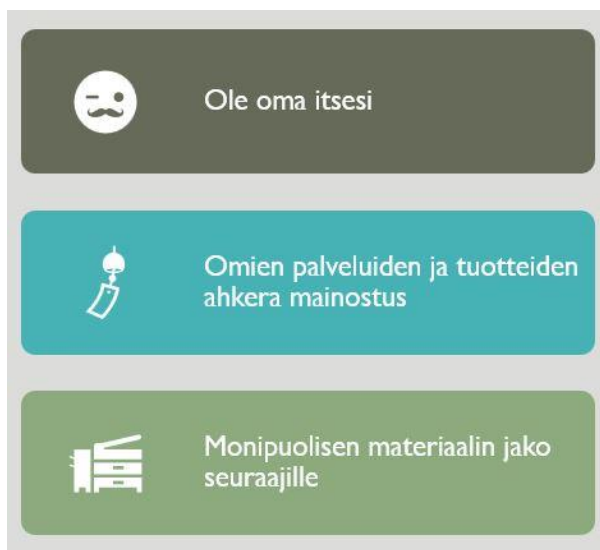 Ole oma itsesi
Omien palveluiden ja tuotteiden
ahkera mainostus
Monipuolisen materiaalin jako
seuraajille